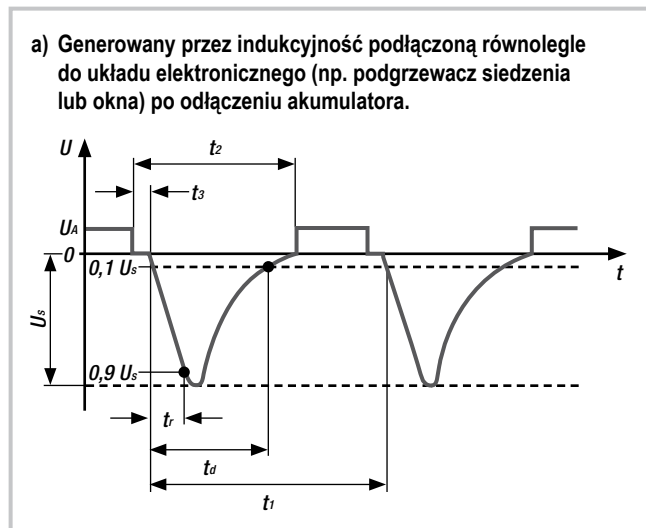 a) Generowany przez indukcyjność podłączoną równolegle
do układu elektronicznego (np. podgrzewacz siedzenia
lub okna) po odłączeniu akumulatora.
U
t2
t3
UA
0
t
0,1 Us
Us
0,9 Us
tr
td
t1